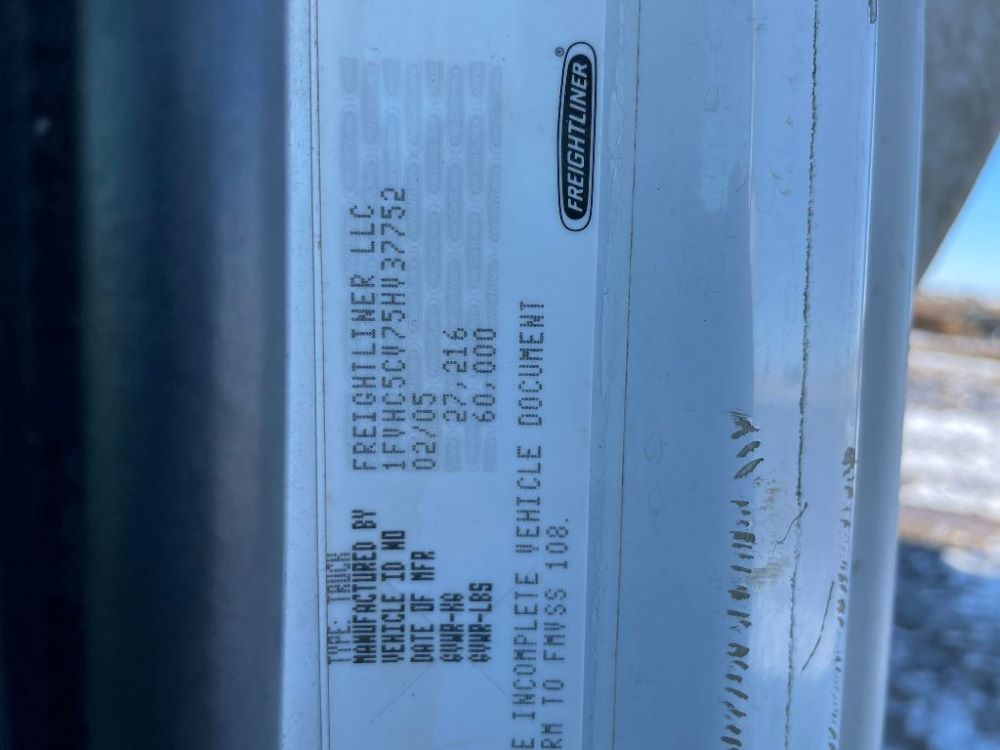 TYPE: TRUCK
MANUFACTURED BY FREIGHTLINER LLC
VEHICLE ID NO 1FVHC5CV75HV37752
DATE OF MFR 02/05
GVWR-KG 27,216
GVWR-LBS 60,000
E INCOMPLETE VEHICLE DOCUMENT
RM TO FMVSS 108.
FREIGHTLINER®